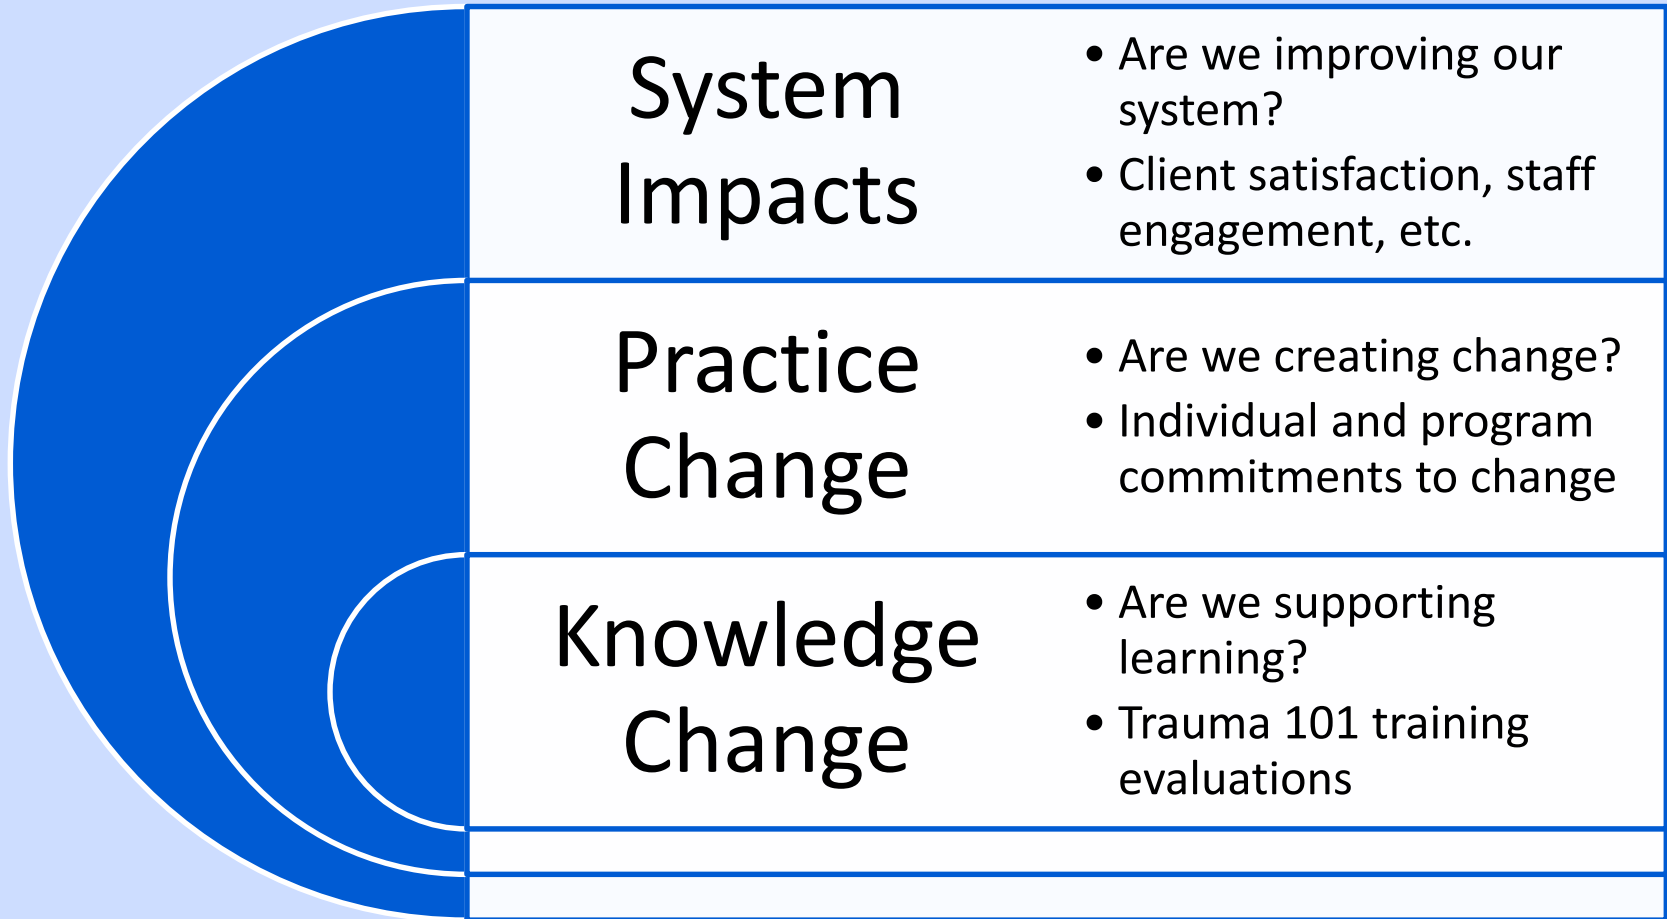 System
Impacts
• Are we improving our
system?
• Client satisfaction, staff
engagement, etc.
Practice
Change
• Are we creating change?
• Individual and program
commitments to change
Knowledge
Change
• Are we supporting
learning?
• Trauma 101 training
evaluations